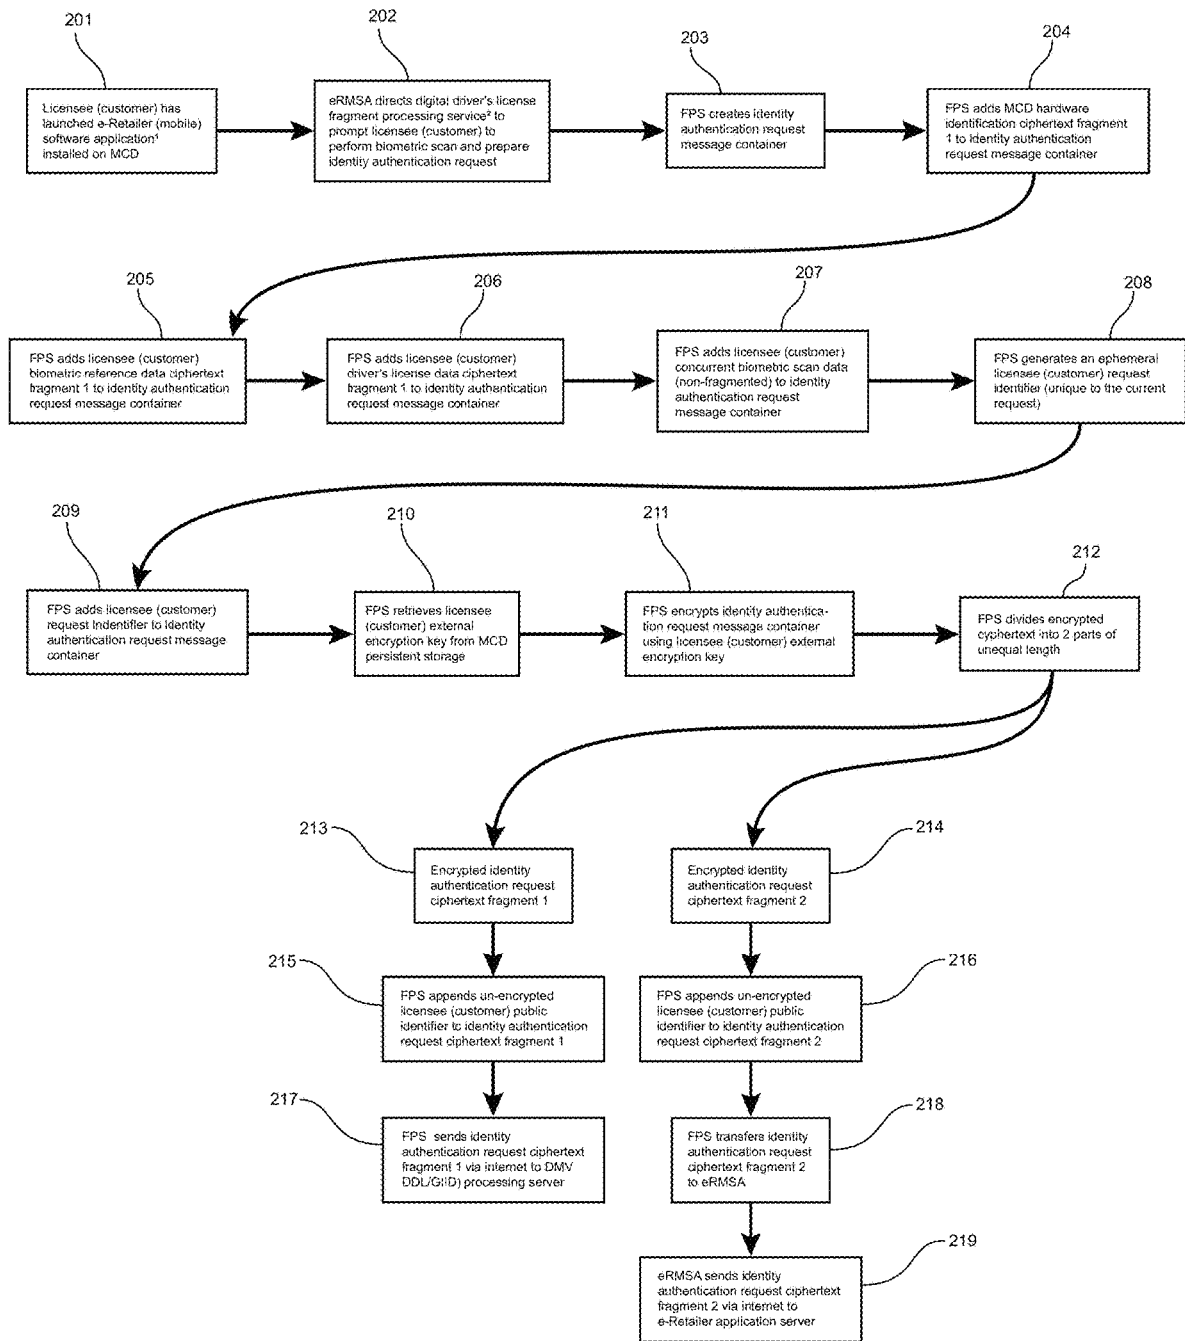 201
202
203
204
Licensee (customer) has
launched e-Retailer (mobile)
software application¹
installed on MCD
eRMSA directs digital driver's license
fragment processing service² to
prompt licensee (customer) to
perform biometric scan and prepare
identity authentication request
FPS creates identity
authentication request
message container
FPS adds MCD hardware
identification ciphertext fragment
1 to identity authentication
request message container
205
206
207
208
FPS adds licensee (customer)
biometric reference data ciphertext
fragment 1 to identity authentication
request message container
FPS adds licensee (customer)
driver's license data ciphertext
fragment 1 to identity authentication
request message container
FPS adds licensee (customer)
concurrent biometric scan data
(non-fragmented) to identity
authentication request
message container
FPS generates an ephemeral
licensee (customer) request
identifier (unique to the current
request)
209
210
211
212
FPS adds licensee (customer)
request Indentifier to identity
authentication request message
container
FPS retrieves licensee
(customer) external
encryption key from MCD
persistent storage
FPS encrypts identity authentica-
tion request message container
using licensee (customer) external
encryption key
FPS divides encrypted
cyphertext into 2 parts of
unequal length
213
214
Encrypted identity
authentication request
ciphertext fragment 1
Encrypted identity
authentication request
ciphertext fragment 2
215
216
FPS appends un-encrypted
licensee (customer) public
identifier to identity authentication
request ciphertext fragment 1
FPS appends un-encrypted
licensee (customer) public
identifier to identity authentication
request ciphertext fragment 2
217
218
FPS sends identity
authentication request ciphertext
fragment 1 via internet to DMV
DDL/GIID) processing server
FPS transfers identity
authentication request
ciphertext fragment 2
to eRMSA
219
eRMSA sends identity
authentication request ciphertext
fragment 2 via internet to
e-Retailer application server